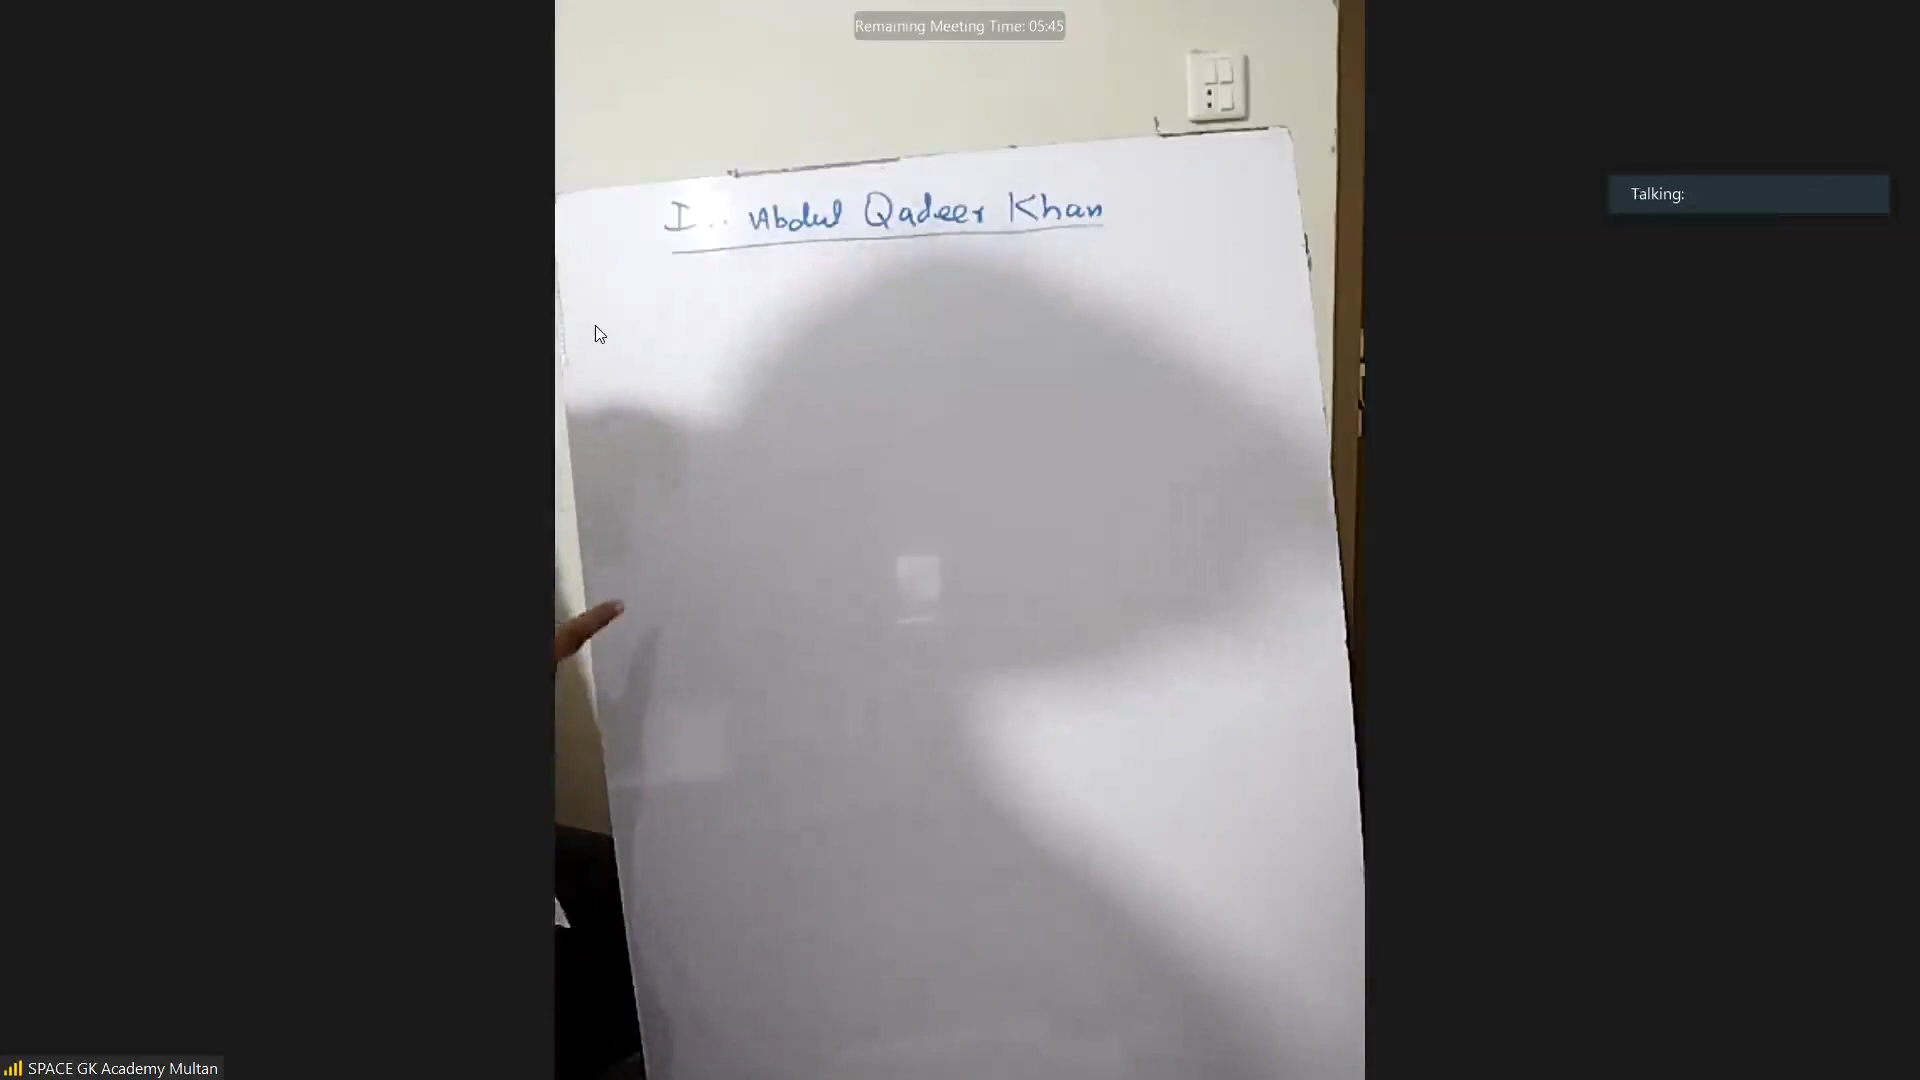 Remaining Meeting Time: 05:45
Talking:
I.. Abdul Qadeer Khan
SPACE GK Academy Multan